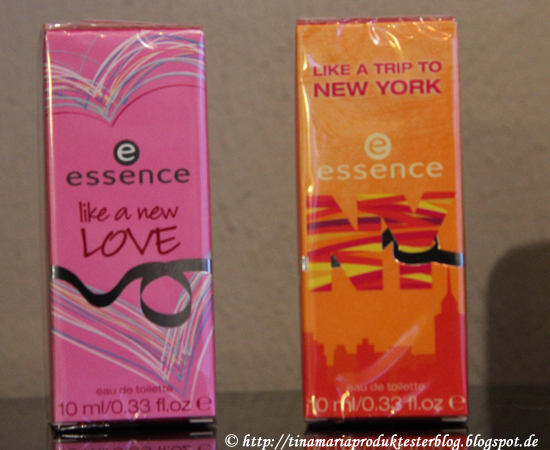 e
essence
like a new
LOVE
eau de toilette
10 ml/0.33 fl.oz e
LIKE A TRIP TO
NEW YORK
e
essence
NY
eau de toilette
10 ml/0.33 fl.oz e
© http://tinamariaproduktesterblog.blogspot.de